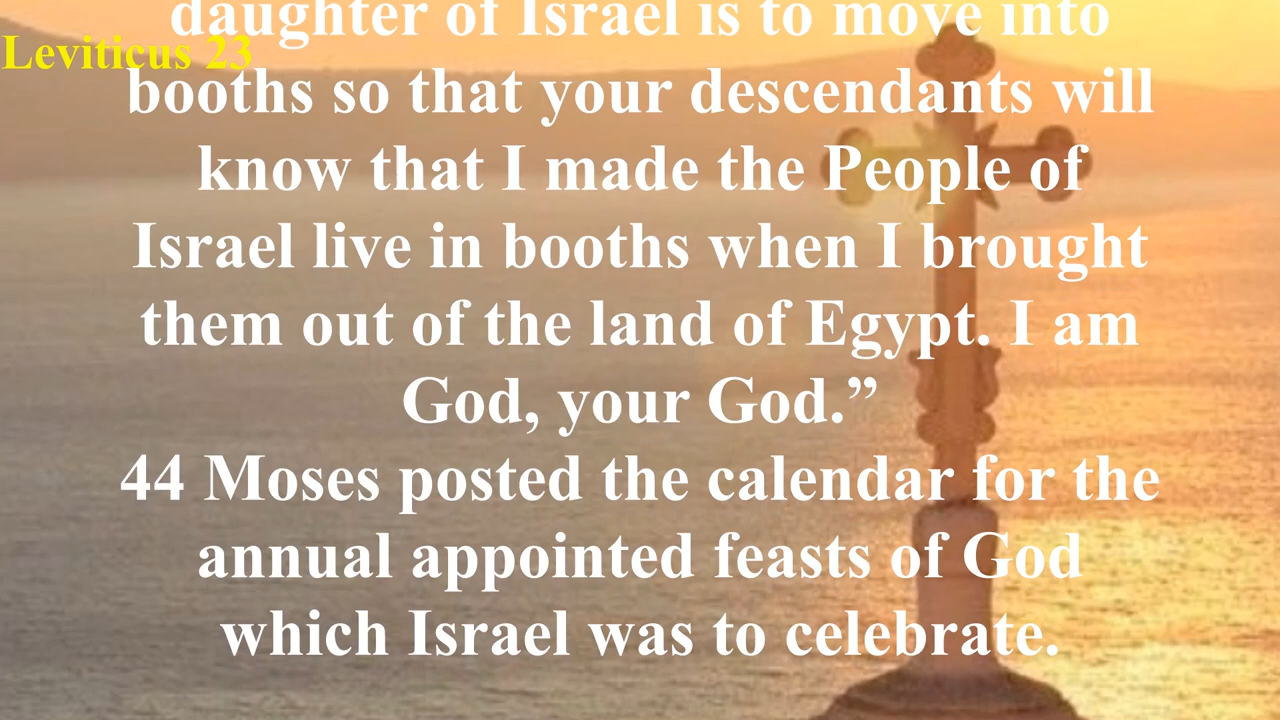 daughter of Israel is to move into
Leviticus 23
booths so that your descendants will
know that I made the People of
Israel live in booths when I brought
them out of the land of Egypt. I am
God, your God.”
44 Moses posted the calendar for the
annual appointed feasts of God
which Israel was to celebrate.